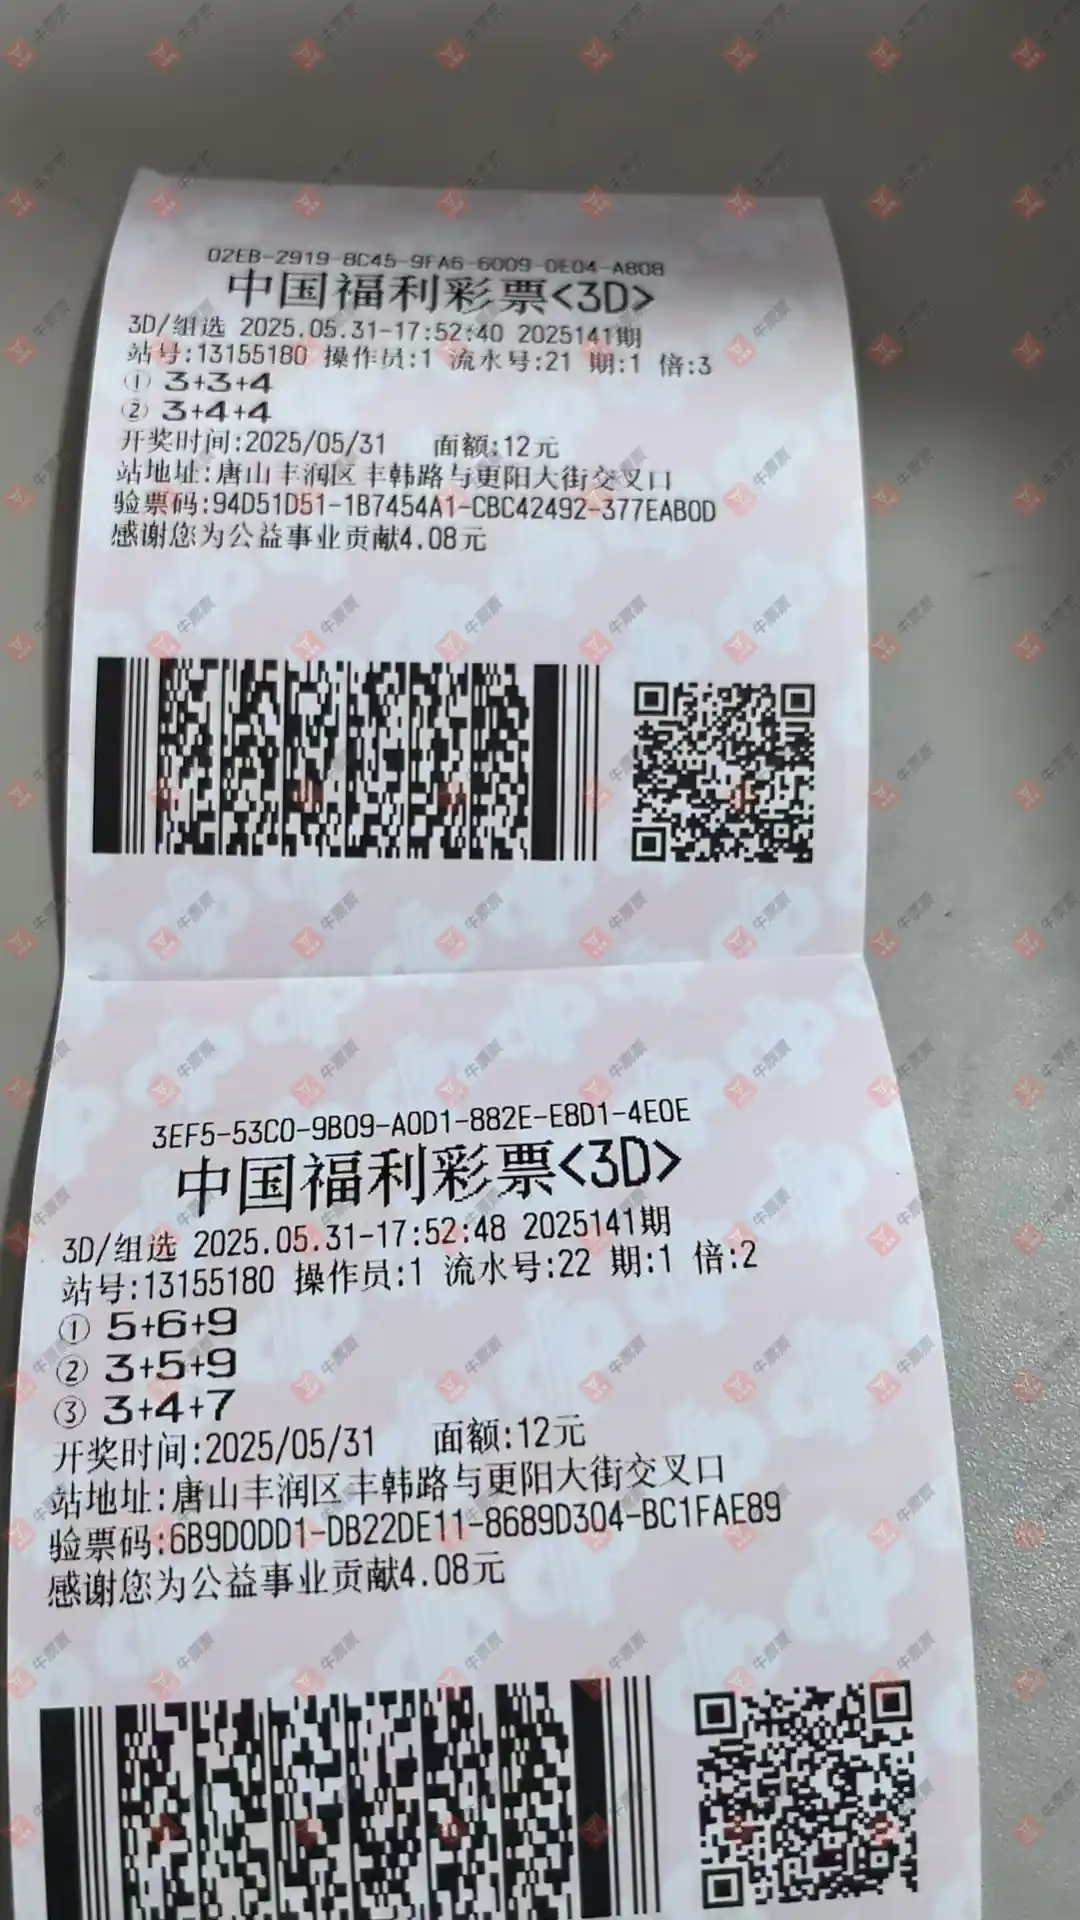 02EB-2919-8C45-9FA6-6009-0E04-A808
中国福利彩票<3D>
3D/组选 2025.05.31-17:52:40 2025141期
站号:13155180 操作员:1 流水号:21 期:1 倍:3
① 3+3+4
② 3+4+4
开奖时间:2025/05/31 面额:12元
站地址:唐山丰润区丰韩路与更阳大街交叉口
验票码:94D51D51-1B7454A1-CBC42492-377EAB0D
感谢您为公益事业贡献4.08元
3EF5-53C0-9B09-A0D1-882E-E8D1-4E0E
中国福利彩票<3D>
3D/组选 2025.05.31-17:52:48 2025141期
站号:13155180 操作员:1 流水号:22 期:1 倍:2
① 5+6+9
② 3+5+9
③ 3+4+7
开奖时间:2025/05/31 面额:12元
站地址:唐山丰润区丰韩路与更阳大街交叉口
验票码:6B9D0DD1-DB22DE11-8689D304-BC1FAE89
感谢您为公益事业贡献4.08元
牛票票